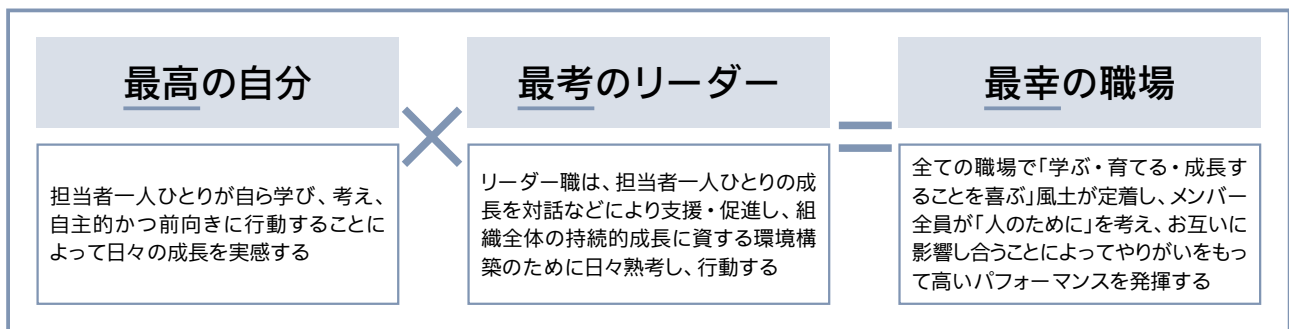 最高の自分
担当者一人ひとりが自ら学び、考え、
自主的かつ前向きに行動することに
よって日々の成長を実感する
×
最考のリーダー
リーダー職は、担当者一人ひとりの成
長を対話などにより支援・促進し、組
織全体の持続的成長に資する環境構
築のために日々熟考し、行動する
=
最幸の職場
全ての職場で「学ぶ・育てる・成長す
ることを喜ぶ」風土が定着し、メンバー
全員が「人のために」を考え、お互いに
影響し合うことによってやりがいをもっ
て高いパフォーマンスを発揮する